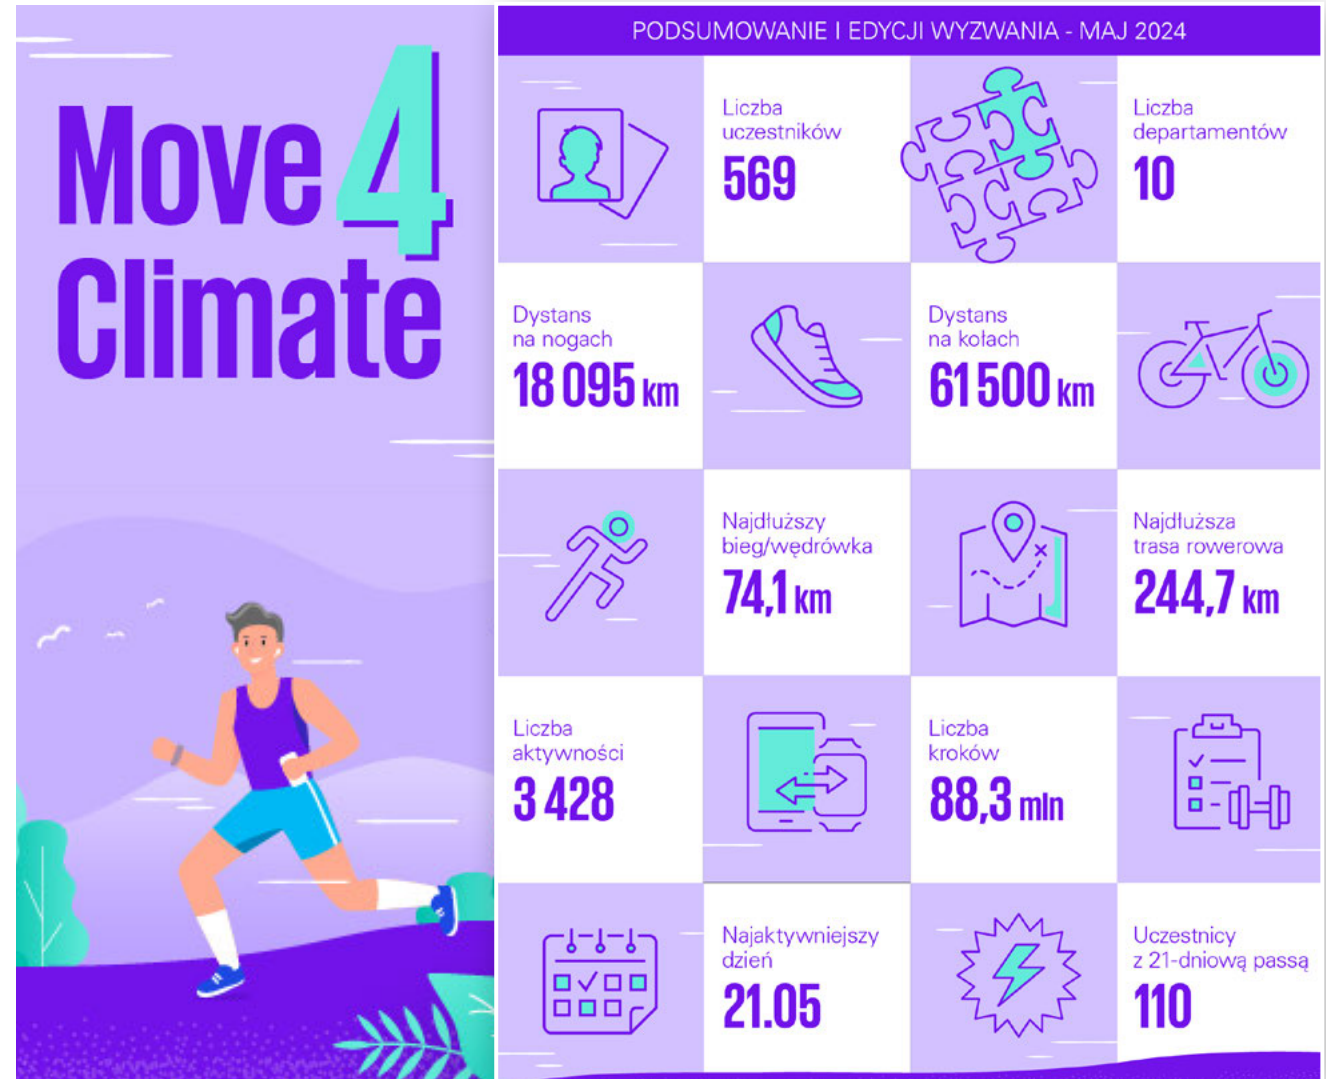 Move 4
Climate
PODSUMOWANIE I EDYCJI WYZWANIA - MAJ 2024
Liczba
uczestników
569
Liczba
departamentów
10
Dystans
na nogach
18 095 km
Dystans
na kołach
61 500 km
Najdłuższy
bieg/wędrówka
74,1 km
Najdłuższa
trasa rowerowa
244,7 km
Liczba
aktywności
3 428
Liczba
kroków
88,3 mln
Najaktywniejszy
dzień
21.05
Uczestnicy
z 21-dniową passą
110